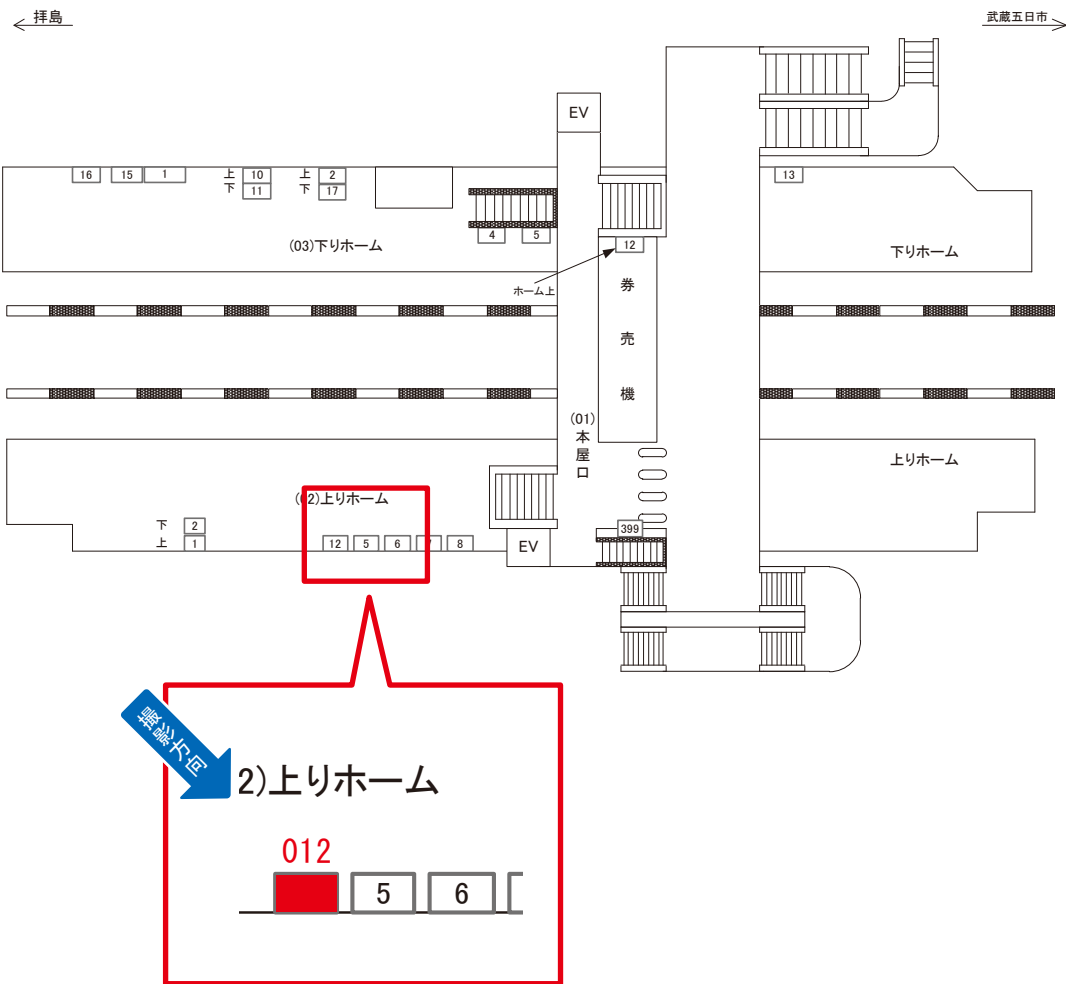 拝島
武蔵五日市
EV
16
15
1
上
10
上
2
下
11
下
17
13
4
5
12
(03)下りホーム
下りホーム
ホーム上
券売機
(01)本屋口
上りホーム
(02)上りホーム
下
2
上
1
12
5
6
7
8
EV
399
撮影方向
2)上りホーム
012
5
6